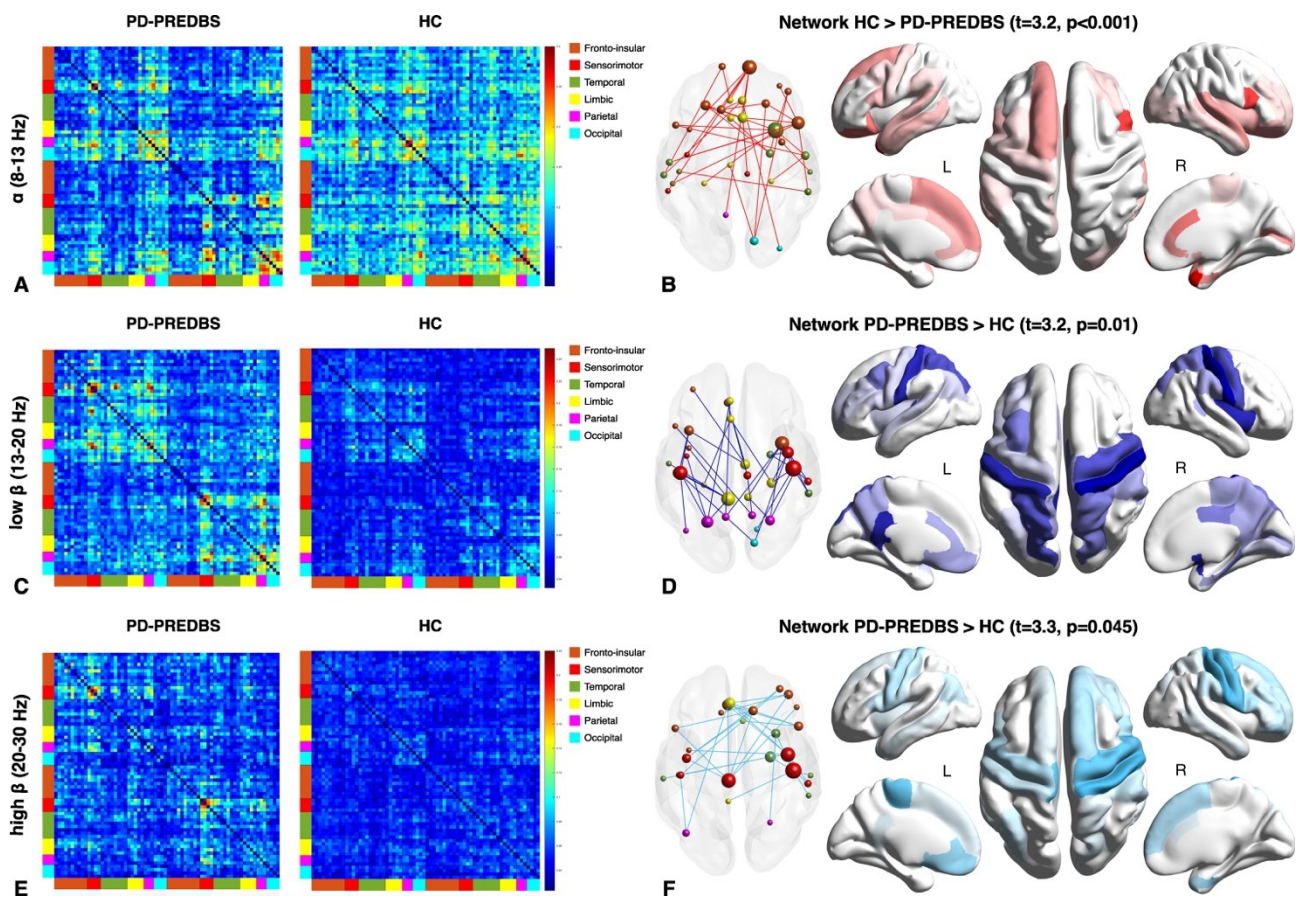 PD-PREDBS
HC
Network HC > PD-PREDBS (t=3.2, p<0.001)
α (8-13 Hz)
Fronto-insular
Sensorimotor
Temporal
Limbic
Parietal
Occipital
L
R
A
B
PD-PREDBS
HC
Network PD-PREDBS > HC (t=3.2, p=0.01)
low β (13-20 Hz)
Fronto-insular
Sensorimotor
Temporal
Limbic
Parietal
Occipital
L
R
C
D
PD-PREDBS
HC
Network PD-PREDBS > HC (t=3.3, p=0.045)
high β (20-30 Hz)
Fronto-insular
Sensorimotor
Temporal
Limbic
Parietal
Occipital
L
R
E
F